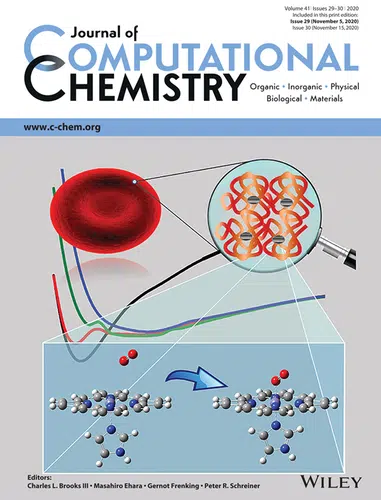 Volume 41 | Issues 29–30 | 2020
Included in this print edition:
Issue 29 (November 5, 2020)
Issue 30 (November 15, 2020)
Journal of
COMPUTATIONAL
CHEMISTRY
Organic • Inorganic • Physical
Biological • Materials
www.c-chem.org
Editors:
Charles L. Brooks III • Masahiro Ehara • Gernot Frenking • Peter R. Schreiner
WILEY